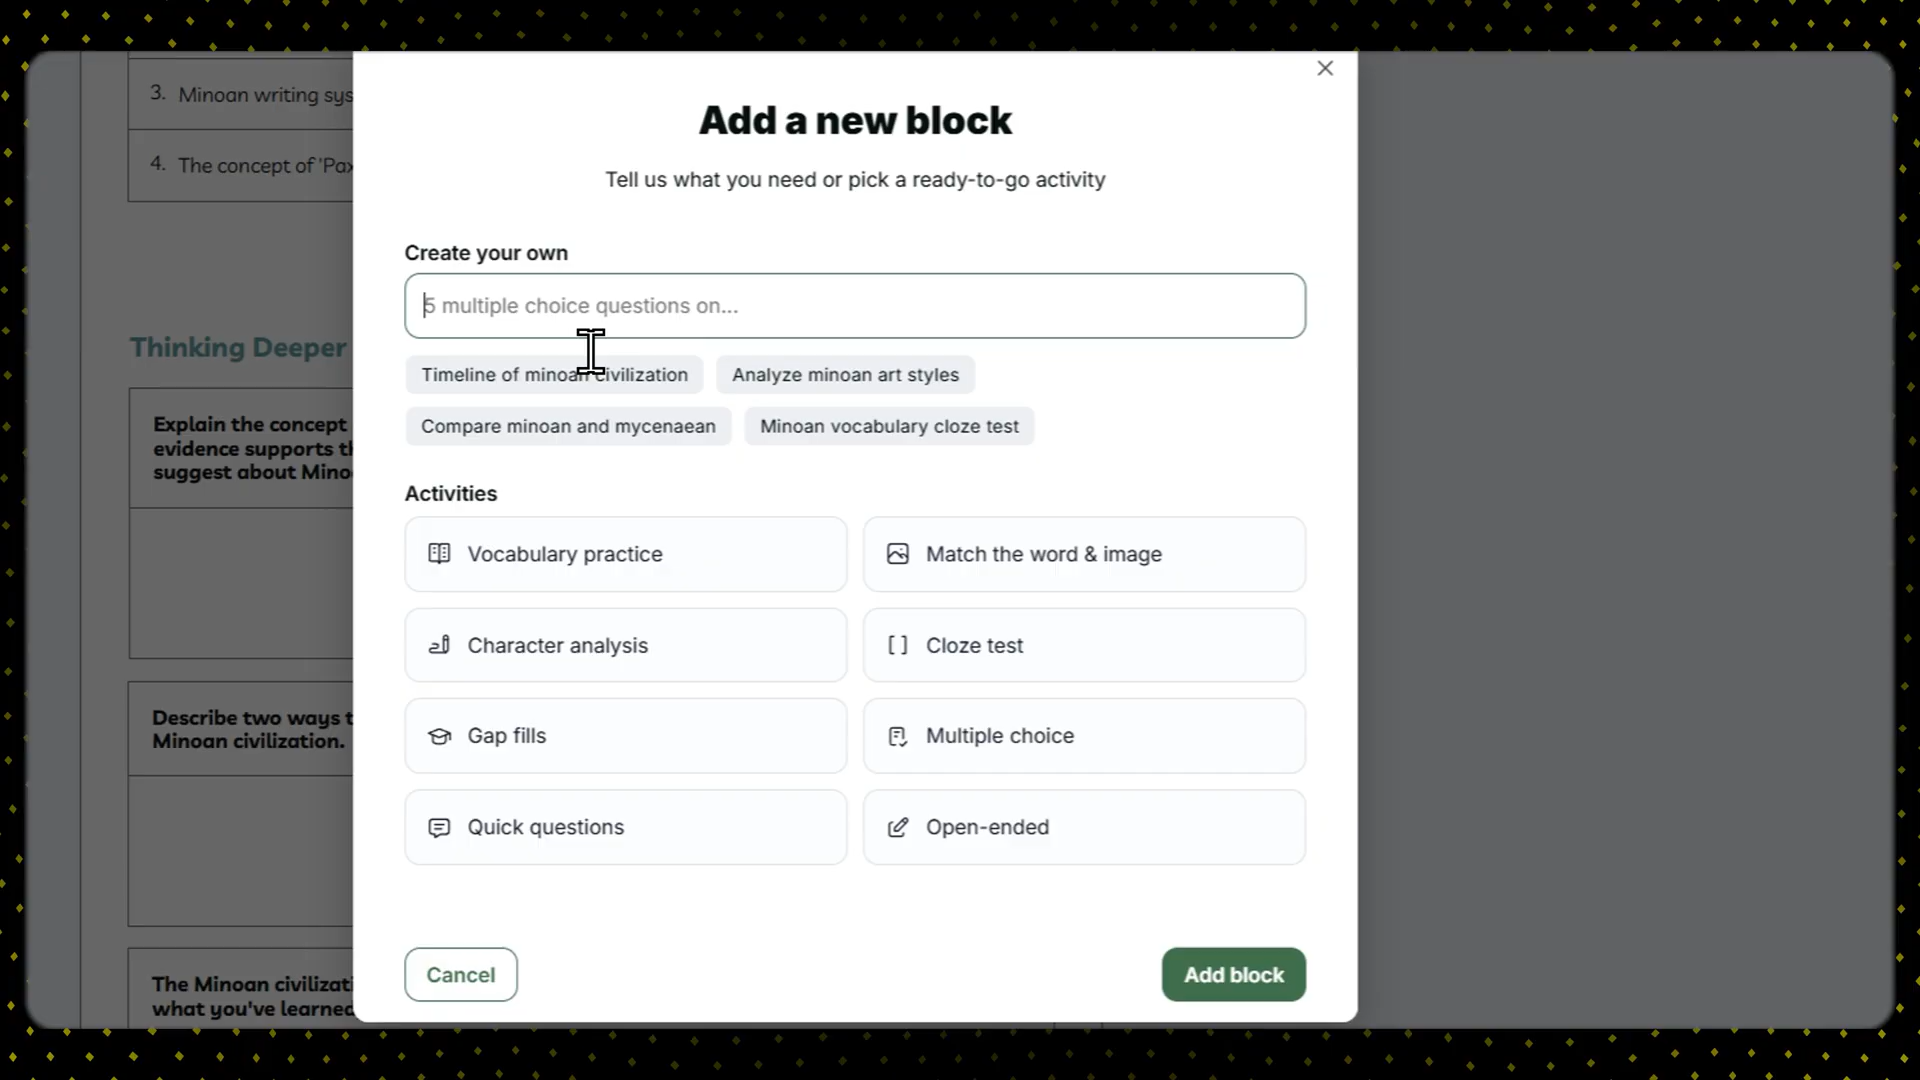 3. Minoan writing sys
4. The concept of 'Pax
Thinking Deeper
Explain the concept
evidence supports th
suggest about Mino
Describe two ways t
Minoan civilization.
The Minoan civilizati
what you've learned
Add a new block
Tell us what you need or pick a ready-to-go activity
Create your own
5 multiple choice questions on...
Timeline of minoan civilization
Analyze minoan art styles
Compare minoan and mycenaean
Minoan vocabulary cloze test
Activities
Vocabulary practice
Match the word & image
Character analysis
Cloze test
Gap fills
Multiple choice
Quick questions
Open-ended
Cancel
Add block